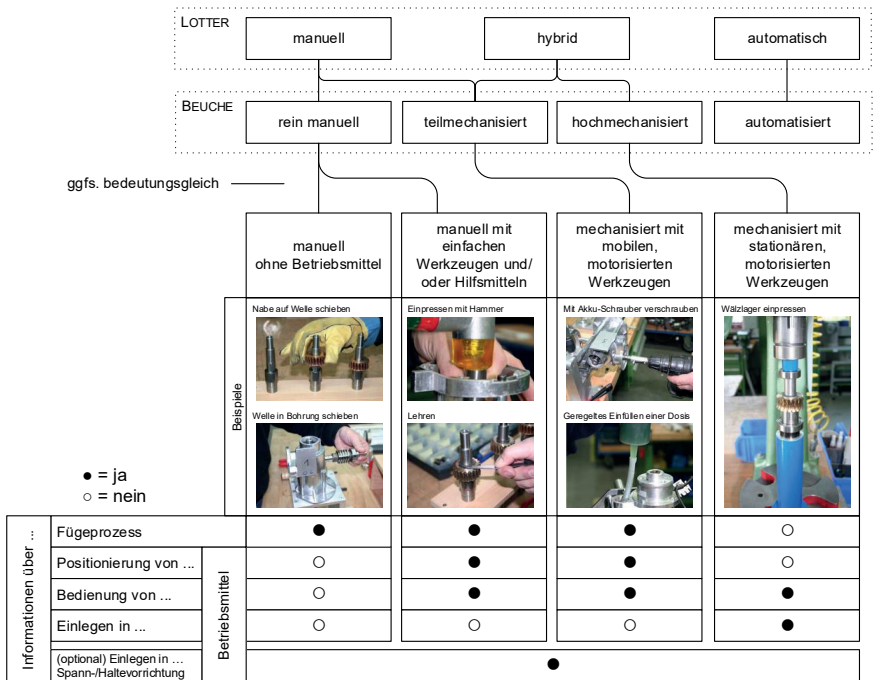 LOTTER
manuell
hybrid
automatisch
BEUCHE
rein manuell
teilmechanisiert
hochmechanisiert
automatisiert
ggfs. bedeutungsgleich
manuell
ohne Betriebsmittel
manuell mit
einfachen
Werkzeugen und/
oder Hilfsmitteln
mechanisiert mit
mobilen,
motorisierten
Werkzeugen
mechanisiert mit
stationären,
motorisierten
Werkzeugen
Beispiele
Nabe auf Welle schieben
Einpressen mit Hammer
Mit Akku-Schrauber verschrauben
Wälzlager einpressen
Welle in Bohrung schieben
Lehren
Geregeltes Einfüllen einer Dosis
● = ja
○ = nein
Informationen über ...
Fügeprozess ● ● ● ○
Betriebsmittel
Positionierung von ... ○ ● ● ○
Bedienung von ... ○ ● ● ●
Einlegen in ... ○ ○ ○ ●
(optional) Einlegen in ...
Spann-/Haltevorrichtung ●